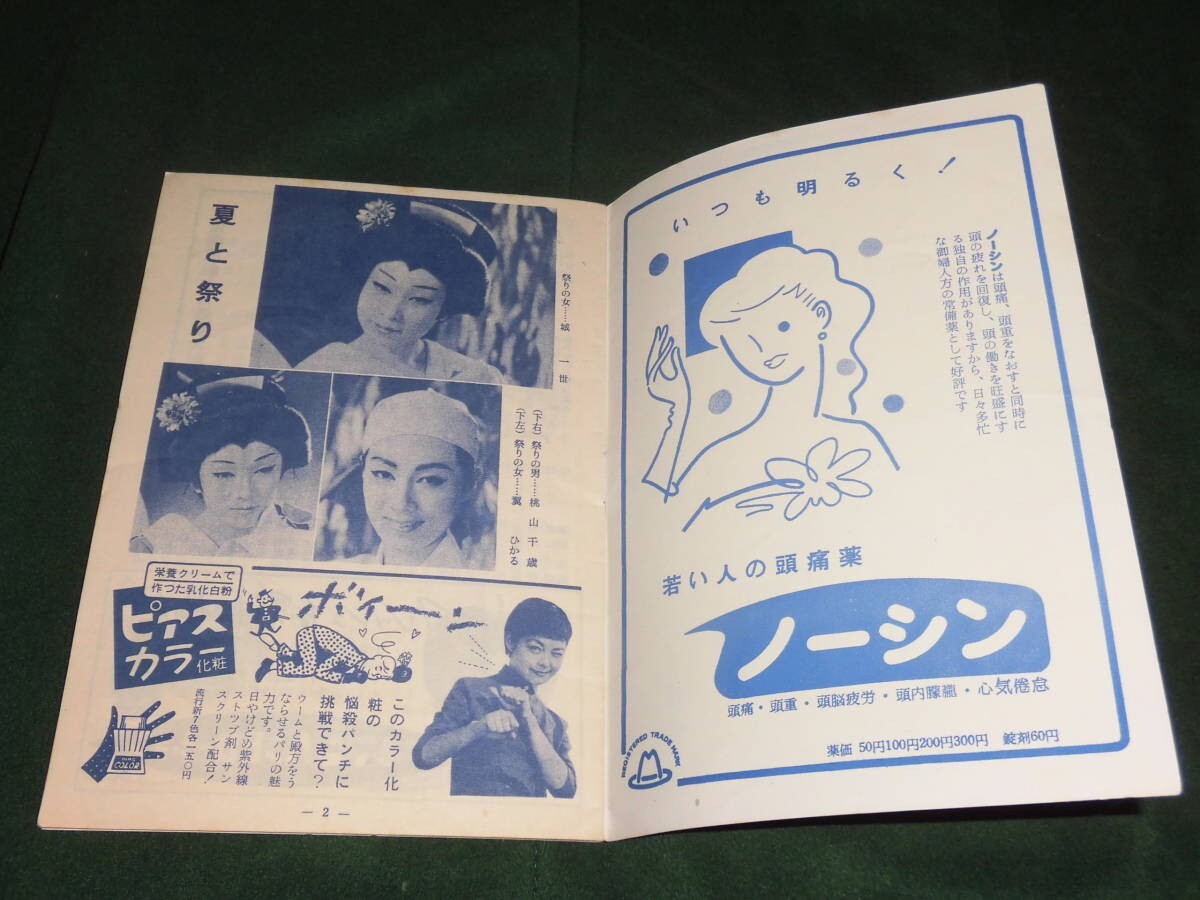 夏と祭り
祭りの女……城　一世
（下右）祭りの男……桃山千歳
（下左）祭りの女……翼　ひかる
栄養クリームで
作つた乳化白粉
ピアス
カラー化粧
ボイーン
このカラー化
粧の
悩殺パンチに
挑戦できて？
ウームと殿方をう
ならせるパリの魅
力です。
日やけどめ紫外線
ストツプ剤　サン
スクリーン配合！
流行新7色各一五〇円
COLOR
— 2 —
いつも明るく！
ノーシンは頭痛、頭重をなおすと同時に
頭の疲れを回復し、頭の働きを旺盛にす
る独自の作用がありますから、日々多忙
な御婦人方の常備薬として好評です
若い人の頭痛薬
ノーシン
頭痛・頭重・頭脳疲労・頭内朦朧・心気倦怠
REGISTERED TRADE MARK
薬価 50円100円200円300円　錠剤60円